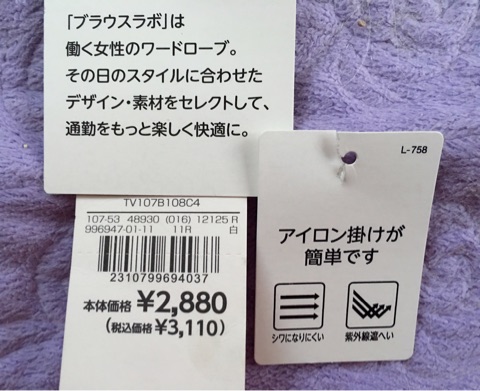 「ブラウスラボ」は
働く女性のワードローブ。
その日のスタイルに合わせた
デザイン・素材をセレクトして、
通勤をもっと楽しく快適に。
TV107B108C4
107-53 48930 (016) 12125 R
996947-01-11 11R 白
2310799694037
本体価格 ¥2,880
(税込価格 ¥3,110)
L-758
アイロン掛けが
簡単です
シワになりにくい 紫外線遮へい